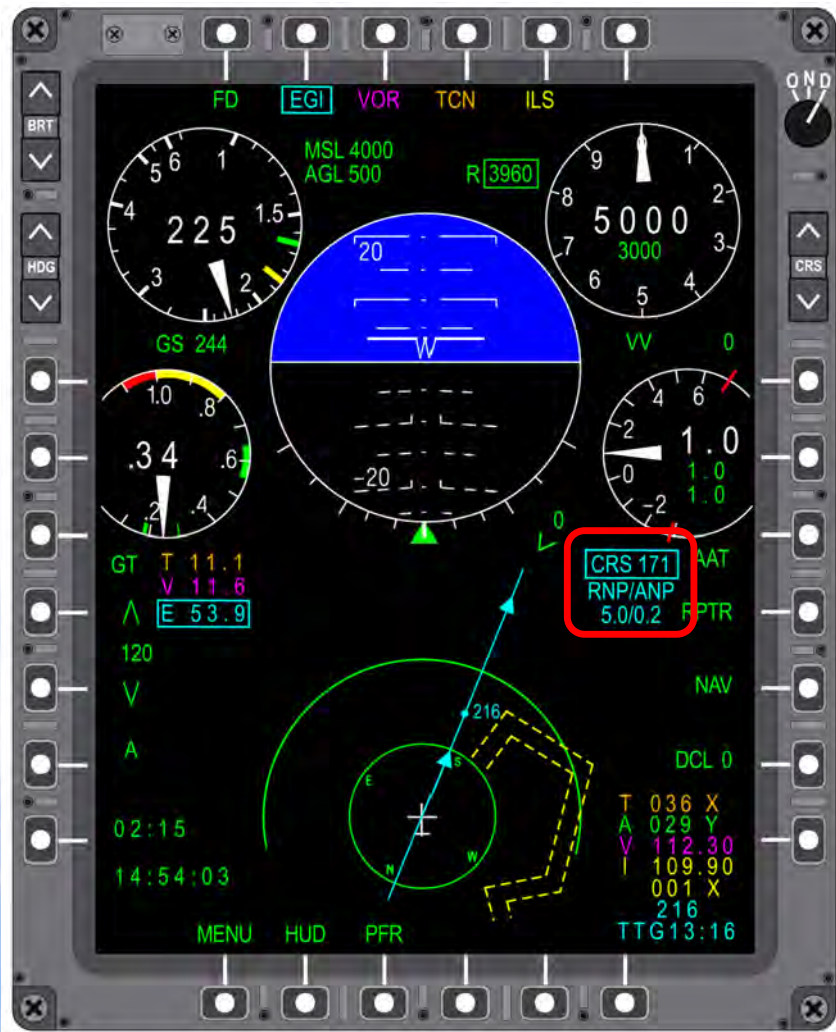 O N D
BRT
HDG
CRS
FD EGI VOR TCN ILS
MSL 4000
AGL 500
R 3960
5 6 1 1.5 2 3 4
225
9 0 1 2 3 4 5 6 7 8
5000
3000
20
-20
GS 244
VV 0
1.0 .8 .6 .4 .2
.34
6 4 2 0 -2
1.0
1.0
1.0
0
GT T 11.1
V 11.6
E 53.9
CRS 171
RNP/ANP
5.0/0.2
AAT
RPTR
NAV
DCL 0
120
A
216
E S N W
02:15
14:54:03
T 036 X
A 029 Y
V 112.30
I 109.90
001 X
216
TTG13:16
MENU HUD PFR